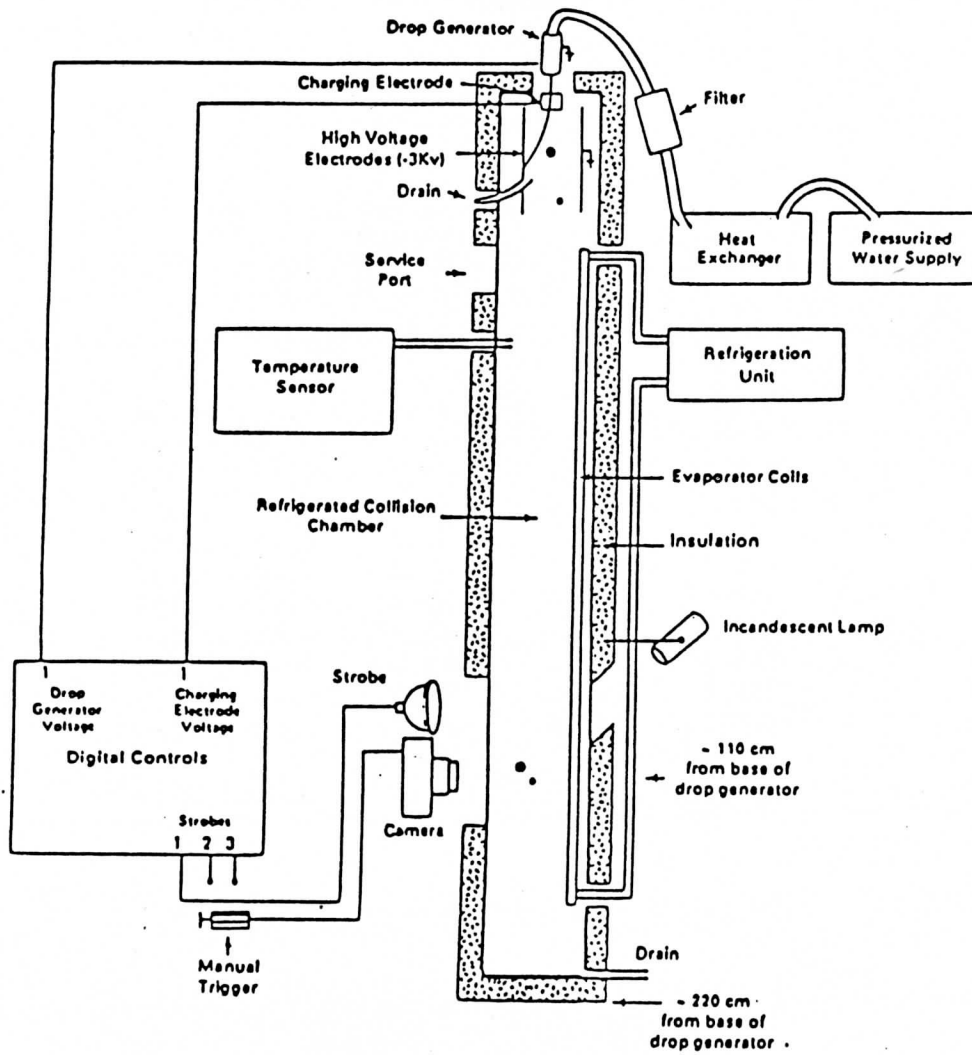 Drop Generator
Charging Electrode
Filter
High Voltage
Electrodes (-3Kv)
Drain
Heat
Exchanger
Pressurized
Water Supply
Service
Port
Temperature
Sensor
Refrigeration
Unit
Evaporator Coils
Refrigerated Collision
Chamber
Insulation
Incandescent Lamp
Strobe
1
1
Drop
Generator
Voltage
Charging
Electrode
Voltage
Digital Controls
~ 110 cm
from base of
drop generator
Strobes
1 2 3
Camera
Manual
Trigger
Drain
~ 220 cm
from base of
drop generator .